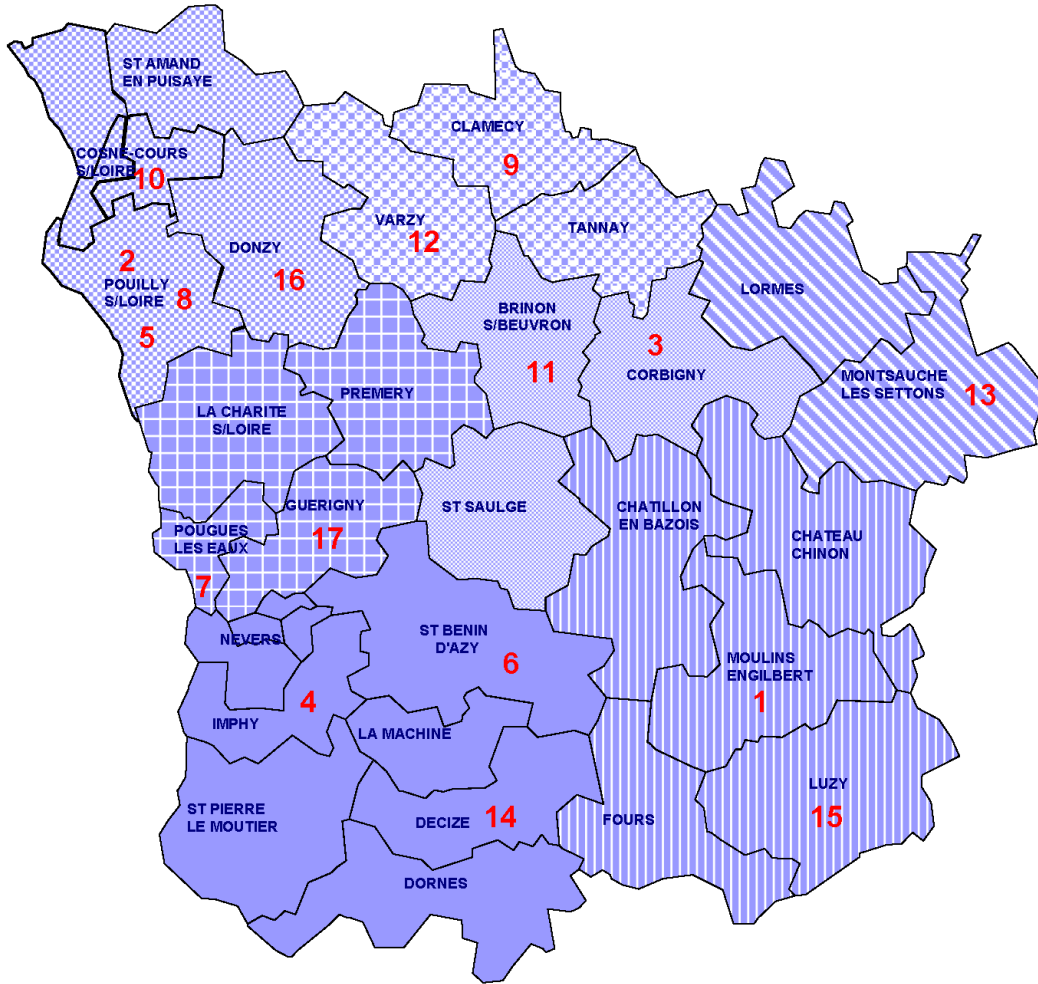 ST AMAND
EN PUISAYE
CLAMECY
9
COSNE-COURS
S/LOIRE
10
VARZY
12
TANNAY
DONZY
16
2
POUILLY
S/LOIRE
8
5
LORMES
BRINON
S/BEUVRON
11
3
CORBIGNY
MONTSAUCHE
LES SETTONS
13
PREMERY
LA CHARITE
S/LOIRE
GUERIGNY
17
ST SAULGE
CHATILLON
EN BAZOIS
CHATEAU
CHINON
POUGUES
LES EAUX
7
NEVERS
ST BENIN
D'AZY
6
MOULINS
ENGILBERT
1
4
IMPHY
LA MACHINE
LUZY
15
ST PIERRE
LE MOUTIER
DECIZE
14
FOURS
DORNES